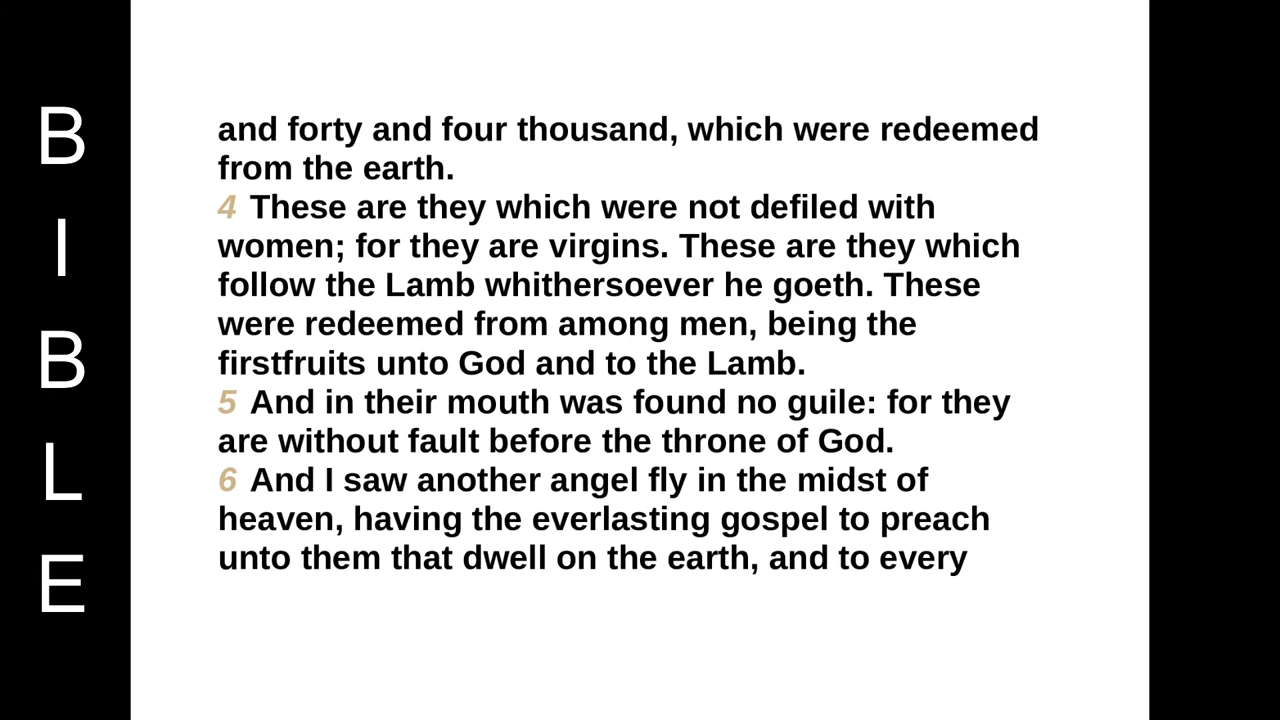 BIBLE
and forty and four thousand, which were redeemed
from the earth.
4 These are they which were not defiled with
women; for they are virgins. These are they which
follow the Lamb whithersoever he goeth. These
were redeemed from among men, being the
firstfruits unto God and to the Lamb.
5 And in their mouth was found no guile: for they
are without fault before the throne of God.
6 And I saw another angel fly in the midst of
heaven, having the everlasting gospel to preach
unto them that dwell on the earth, and to every